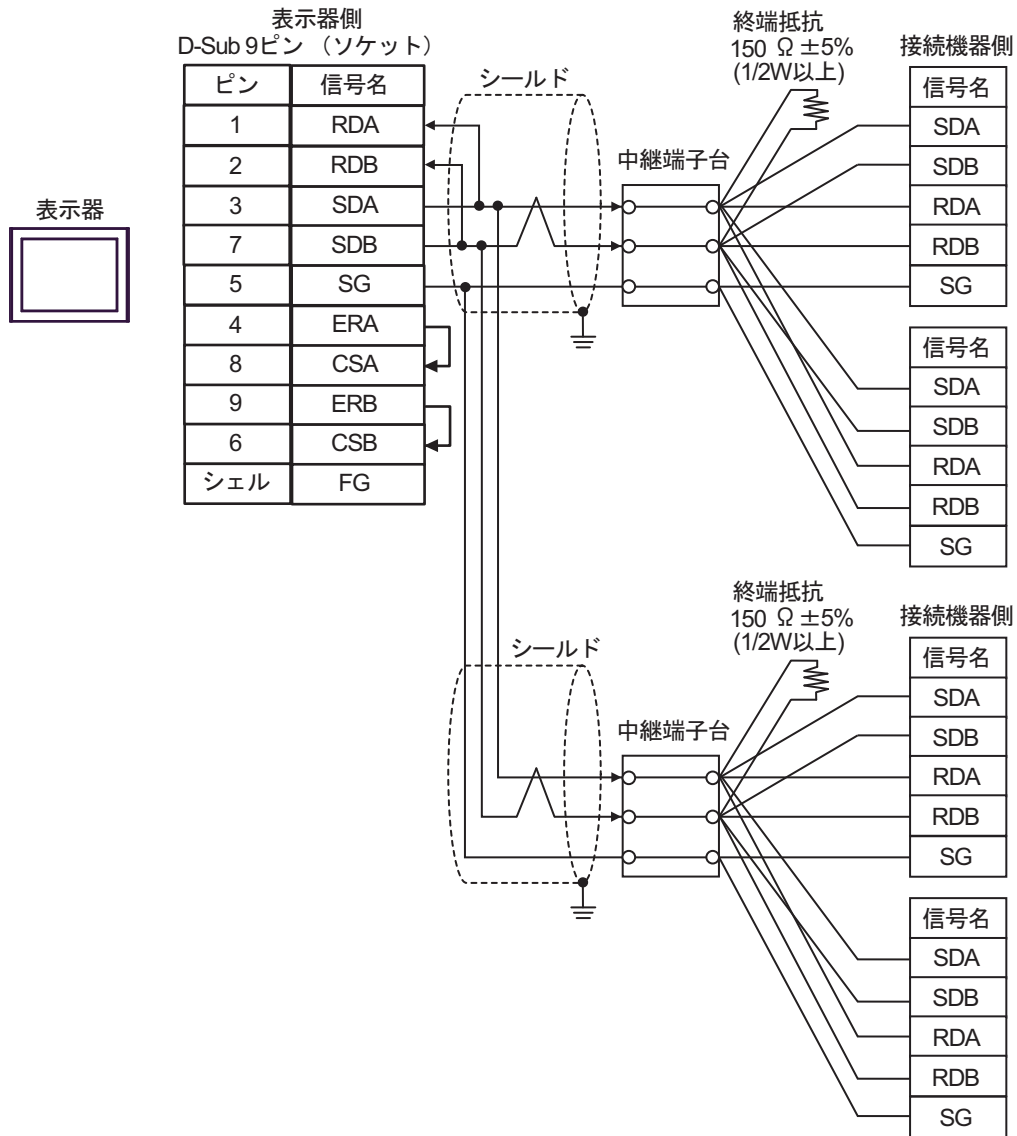 表示器側
D-Sub 9ピン （ソケット）
ピン 信号名
1 RDA
2 RDB
3 SDA
7 SDB
5 SG
4 ERA
8 CSA
9 ERB
6 CSB
シェル FG
表示器
シールド
中継端子台
終端抵抗
150 Ω ±5%
(1/2W以上)
接続機器側
信号名
SDA
SDB
RDA
RDB
SG
信号名
SDA
SDB
RDA
RDB
SG
シールド
中継端子台
終端抵抗
150 Ω ±5%
(1/2W以上)
接続機器側
信号名
SDA
SDB
RDA
RDB
SG
信号名
SDA
SDB
RDA
RDB
SG